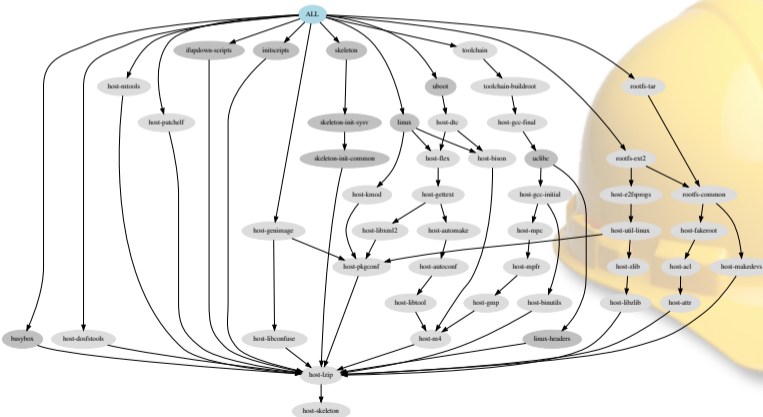 ALL
ifupdown-scripts
initscripts
skeleton
toolchain
host-mtools
uboot
toolchain-buildroot
rootfs-tar
host-patchelf
skeleton-init-sysv
linux
host-dtc
host-gcc-final
skeleton-init-common
host-flex
host-bison
uclibc
rootfs-ext2
host-kmod
host-gettext
host-gcc-initial
host-e2fsprogs
rootfs-common
host-genimage
host-libxml2
host-automake
host-mpc
host-util-linux
host-fakeroot
host-pkgconf
host-autoconf
host-mpfr
host-zlib
host-acl
host-makedevs
host-libtool
host-gmp
host-binutils
host-libzlib
host-attr
busybox
host-dosfstools
host-libconfuse
host-m4
linux-headers
host-lzip
host-skeleton